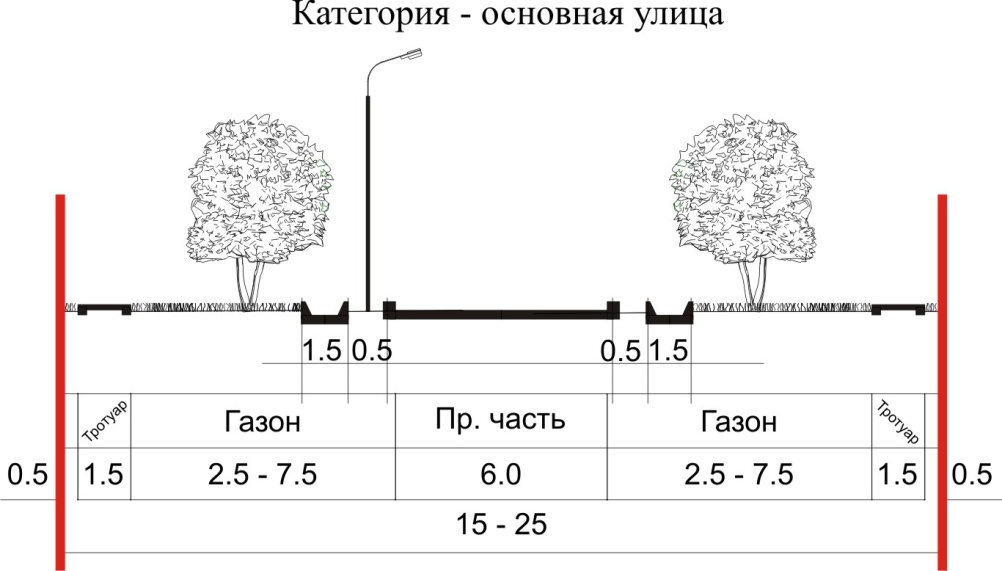 Категория - основная улица
1.5 0.5 0.5 1.5
Тротуар Газон Пр. часть Газон Тротуар
0.5 1.5 2.5 - 7.5 6.0 2.5 - 7.5 1.5 0.5
15 - 25